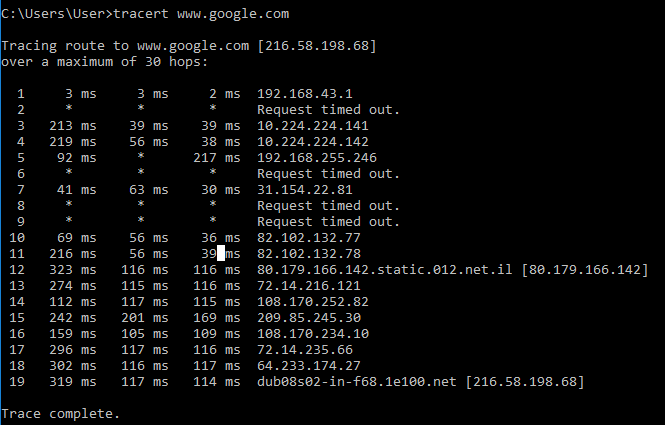 C:\Users\User>tracert www.google.com
Tracing route to www.google.com [216.58.198.68]
over a maximum of 30 hops:
1 3 ms 3 ms 2 ms 192.168.43.1
2 * * * Request timed out.
3 213 ms 39 ms 39 ms 10.224.224.141
4 219 ms 56 ms 38 ms 10.224.224.142
5 92 ms * 217 ms 192.168.255.246
6 * * * Request timed out.
7 41 ms 63 ms 30 ms 31.154.22.81
8 * * * Request timed out.
9 * * * Request timed out.
10 69 ms 56 ms 36 ms 82.102.132.77
11 216 ms 56 ms 39 ms 82.102.132.78
12 323 ms 116 ms 116 ms 80.179.166.142.static.012.net.il [80.179.166.142]
13 274 ms 115 ms 116 ms 72.14.216.121
14 112 ms 117 ms 115 ms 108.170.252.82
15 242 ms 201 ms 169 ms 209.85.245.30
16 159 ms 105 ms 109 ms 108.170.234.10
17 296 ms 117 ms 116 ms 72.14.235.66
18 302 ms 116 ms 117 ms 64.233.174.27
19 319 ms 117 ms 114 ms dub08s02-in-f68.1e100.net [216.58.198.68]
Trace complete.